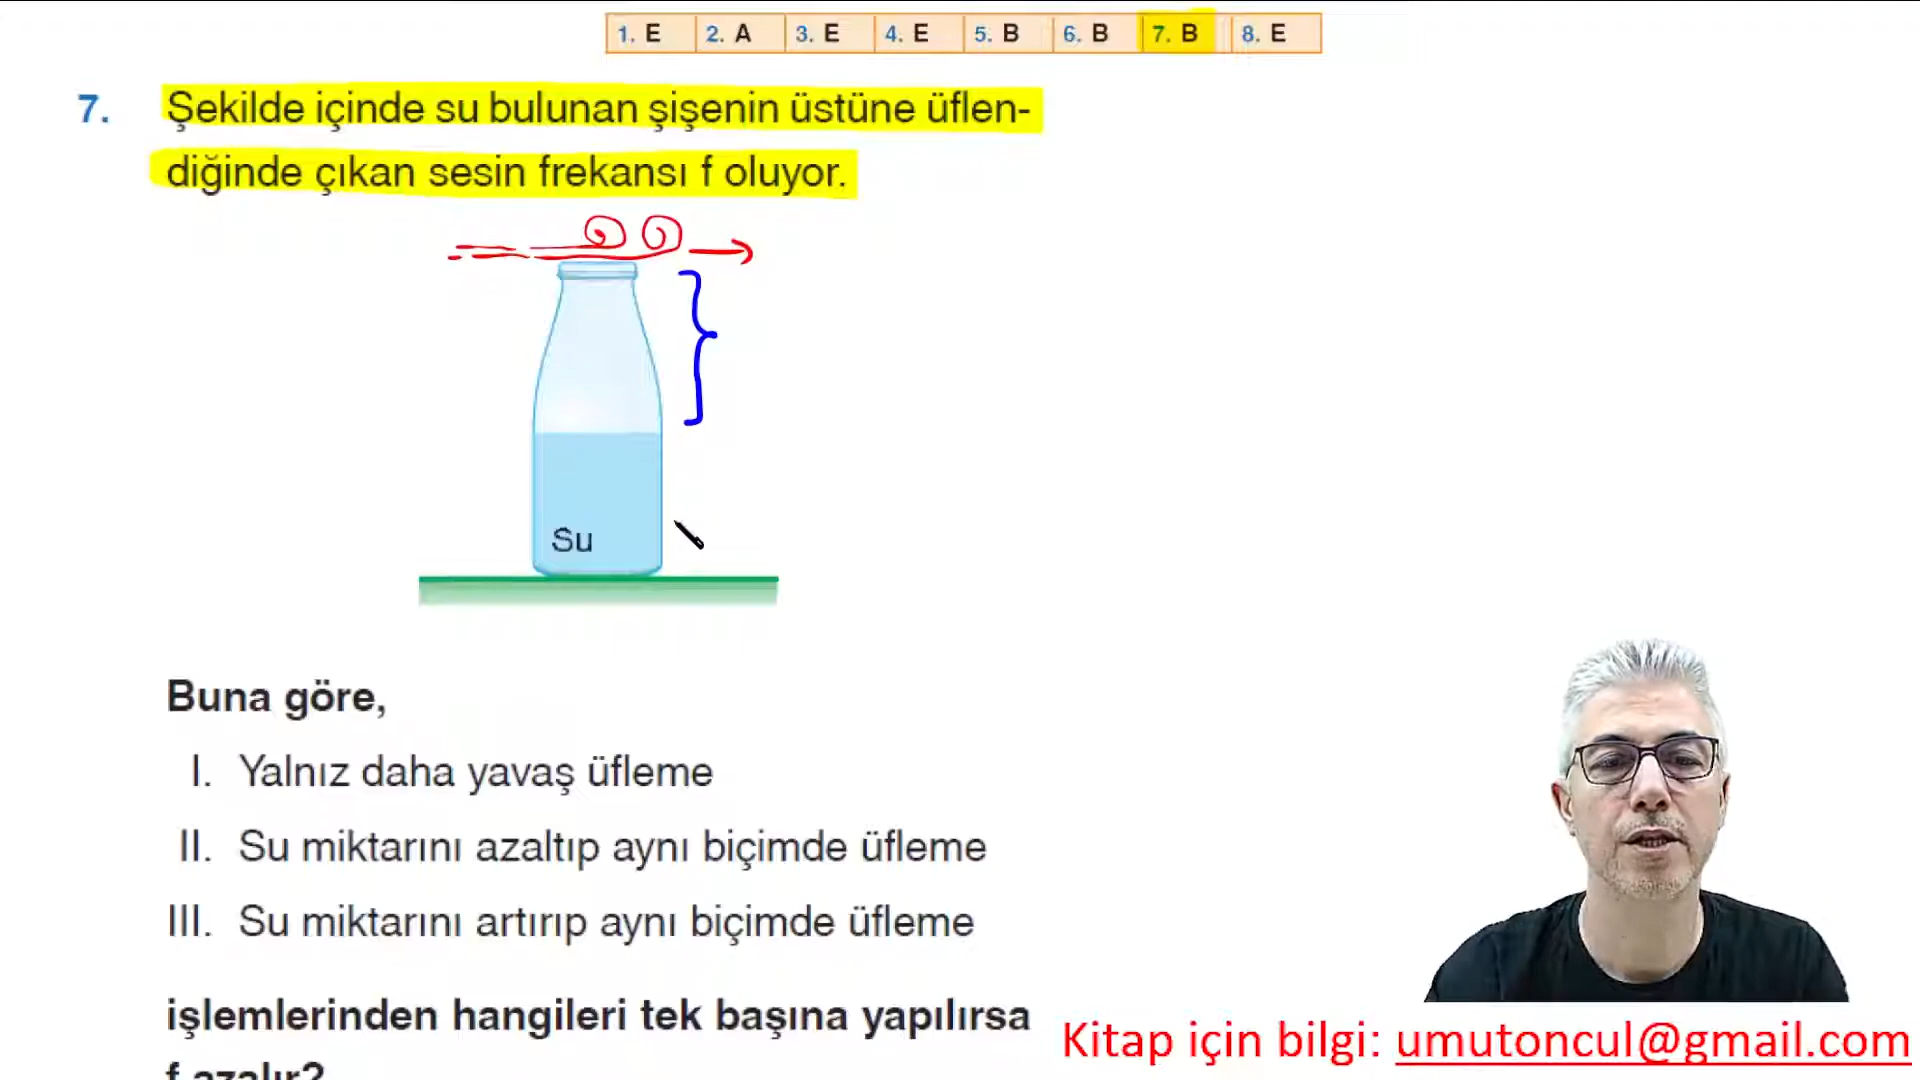 1. E 2. A 3. E 4. E 5. B 6. B 7. B 8. E
7. Şekilde içinde su bulunan şişenin üstüne üflen-
diğinde çıkan sesin frekansı f oluyor.
Su
Buna göre,
I. Yalnız daha yavaş üfleme
II. Su miktarını azaltıp aynı biçimde üfleme
III. Su miktarını artırıp aynı biçimde üfleme
işlemlerinden hangileri tek başına yapılırsa
f azalır?
Kitap için bilgi: umutoncul@gmail.com